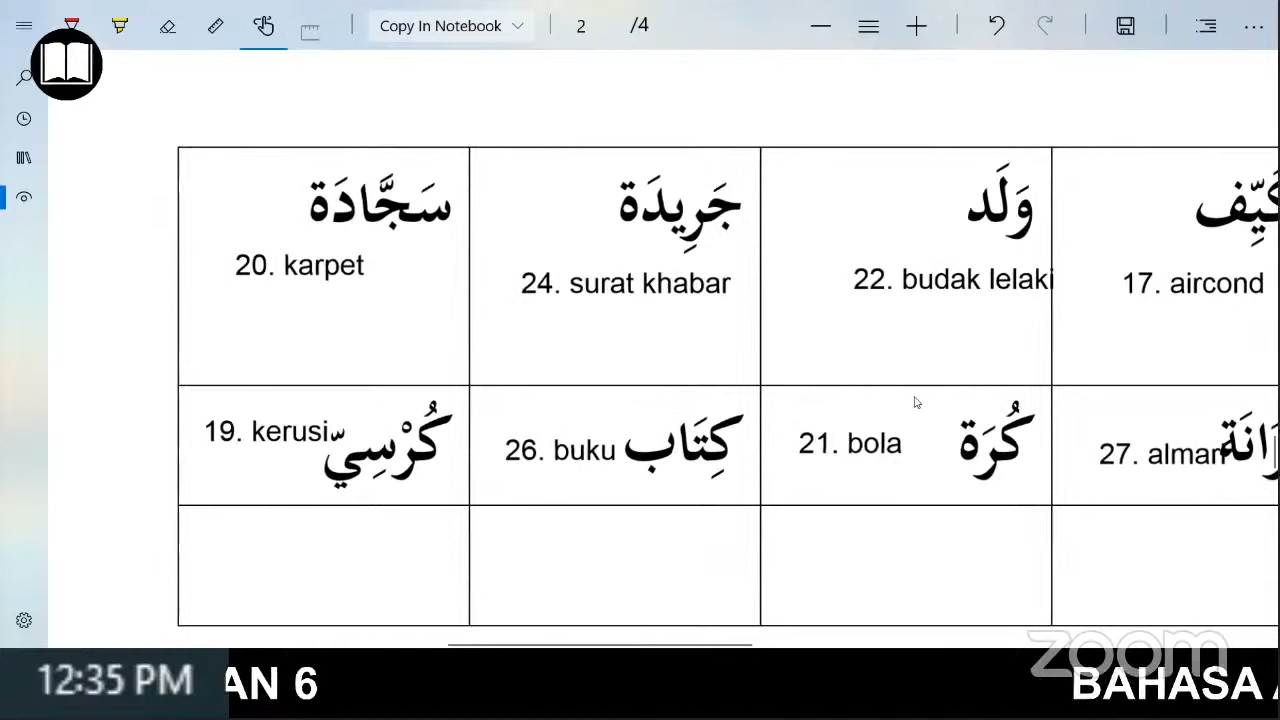 Copy In Notebook
2
/4
سَجَّادَة
20. karpet
جَرِيدَة
24. surat khabar
وَلَد
22. budak lelaki
17. aircond
19. kerusi
كُرْسِيّ
26. buku
كِتَاب
21. bola
كُرَة
27. almari
zoom
12:35 PM
AN 6
BAHASA A